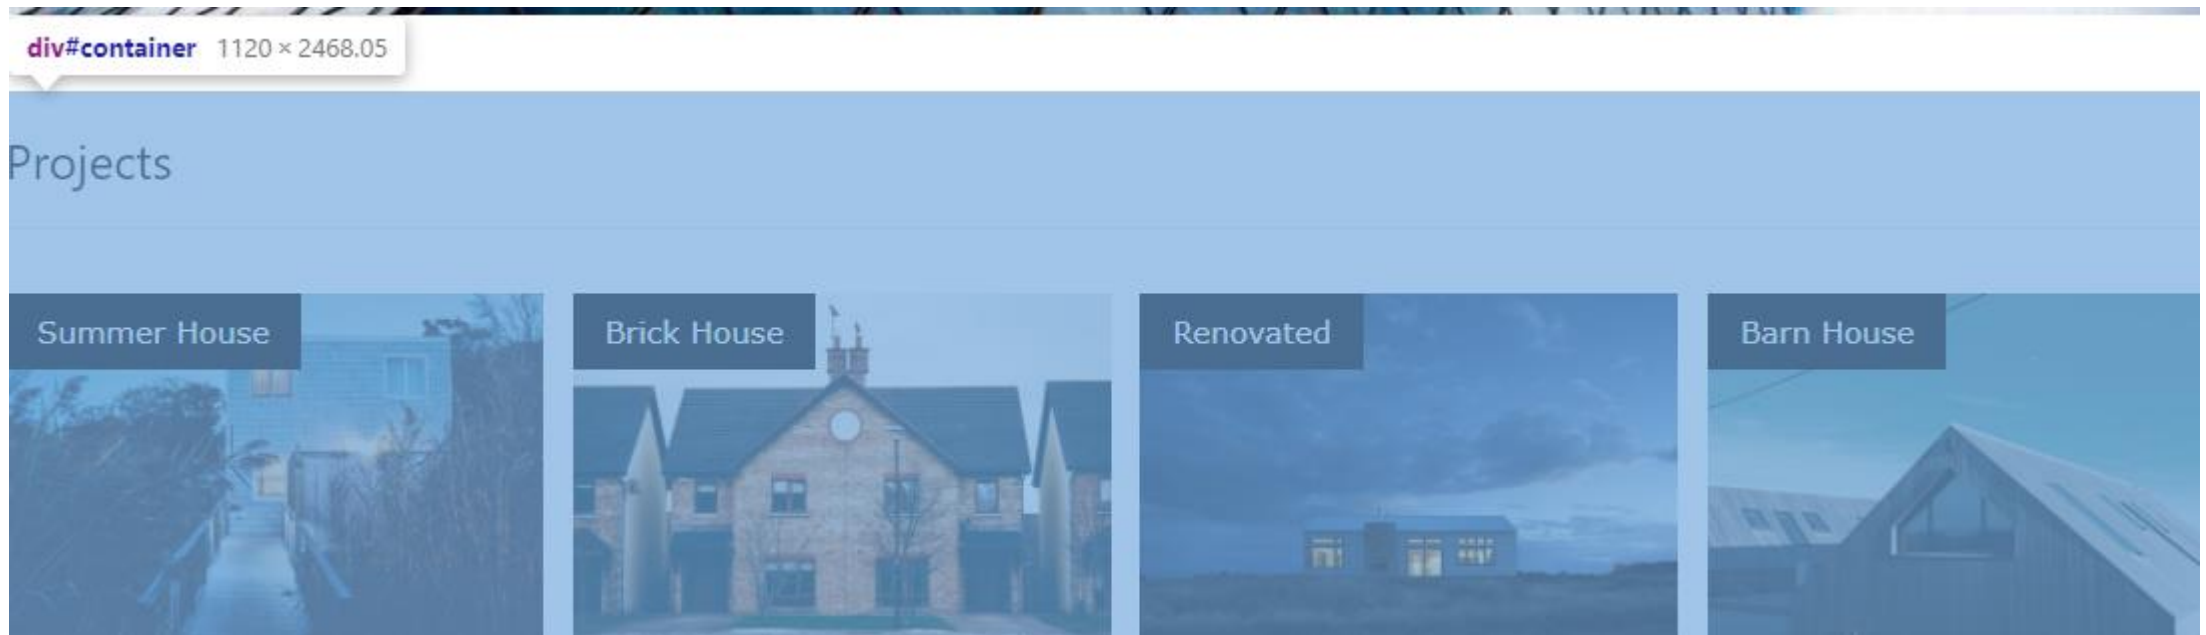 div#container 1120 × 2468.05
Projects
Summer House
Brick House
Renovated
Barn House